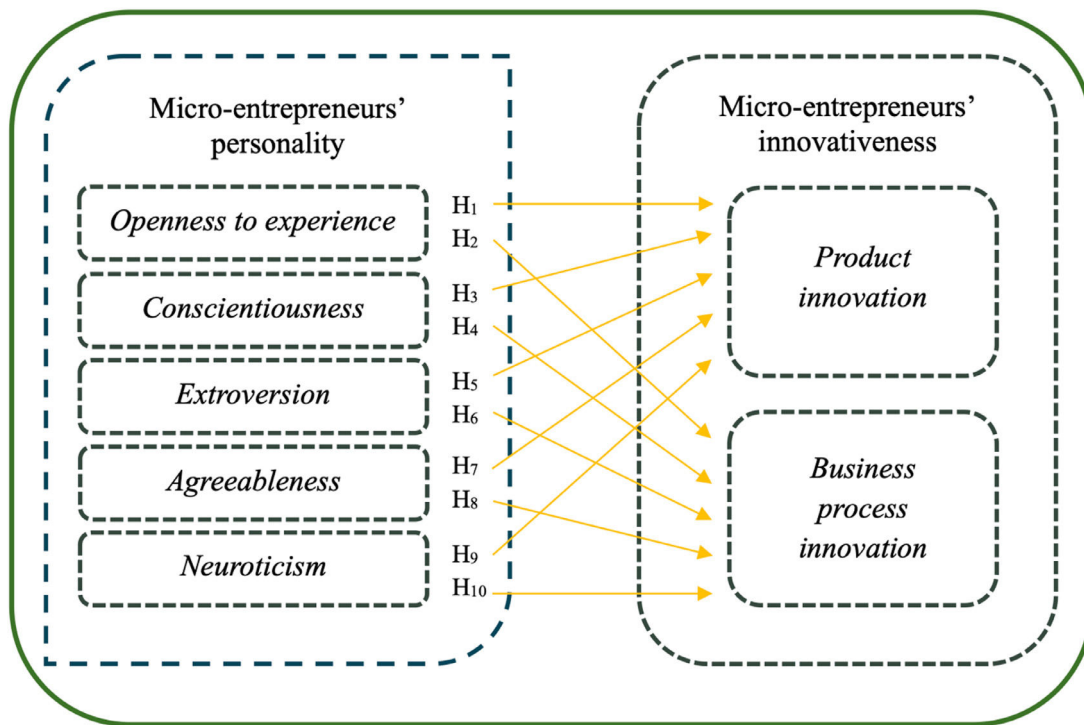 Micro-entrepreneurs’
personality
Openness to experience
Conscientiousness
Extroversion
Agreeableness
Neuroticism
H₁
H₂
H₃
H₄
H₅
H₆
H₇
H₈
H₉
H₁₀
Micro-entrepreneurs’
innovativeness
Product
innovation
Business
process
innovation